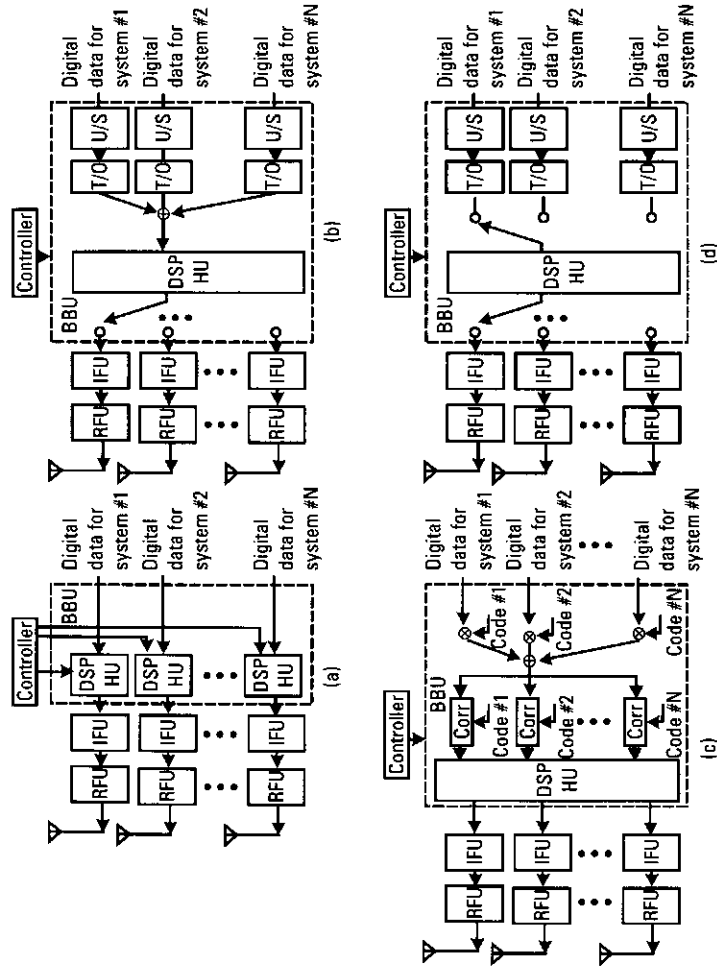 Controller
BBU
RFU
IFU
DSP
HU
Digital
data for
system #1
RFU
IFU
DSP
HU
Digital
data for
system #2
RFU
IFU
DSP
HU
Digital
data for
system #N
(a)
Controller
BBU
RFU
IFU
DSP
HU
T/O
U/S
Digital
data for
system #1
RFU
IFU
T/O
U/S
Digital
data for
system #2
RFU
IFU
T/O
U/S
Digital
data for
system #N
(b)
Controller
BBU
RFU
IFU
DSP
HU
Corr
Code #1
Code #1
Digital
data for
system #1
RFU
IFU
Corr
Code #2
Code #2
Digital
data for
system #2
RFU
IFU
Corr
Code #N
Code #N
Digital
data for
system #N
(c)
Controller
BBU
RFU
IFU
DSP
HU
T/O
U/S
Digital
data for
system #1
RFU
IFU
T/O
U/S
Digital
data for
system #2
RFU
IFU
T/O
U/S
Digital
data for
system #N
(d)